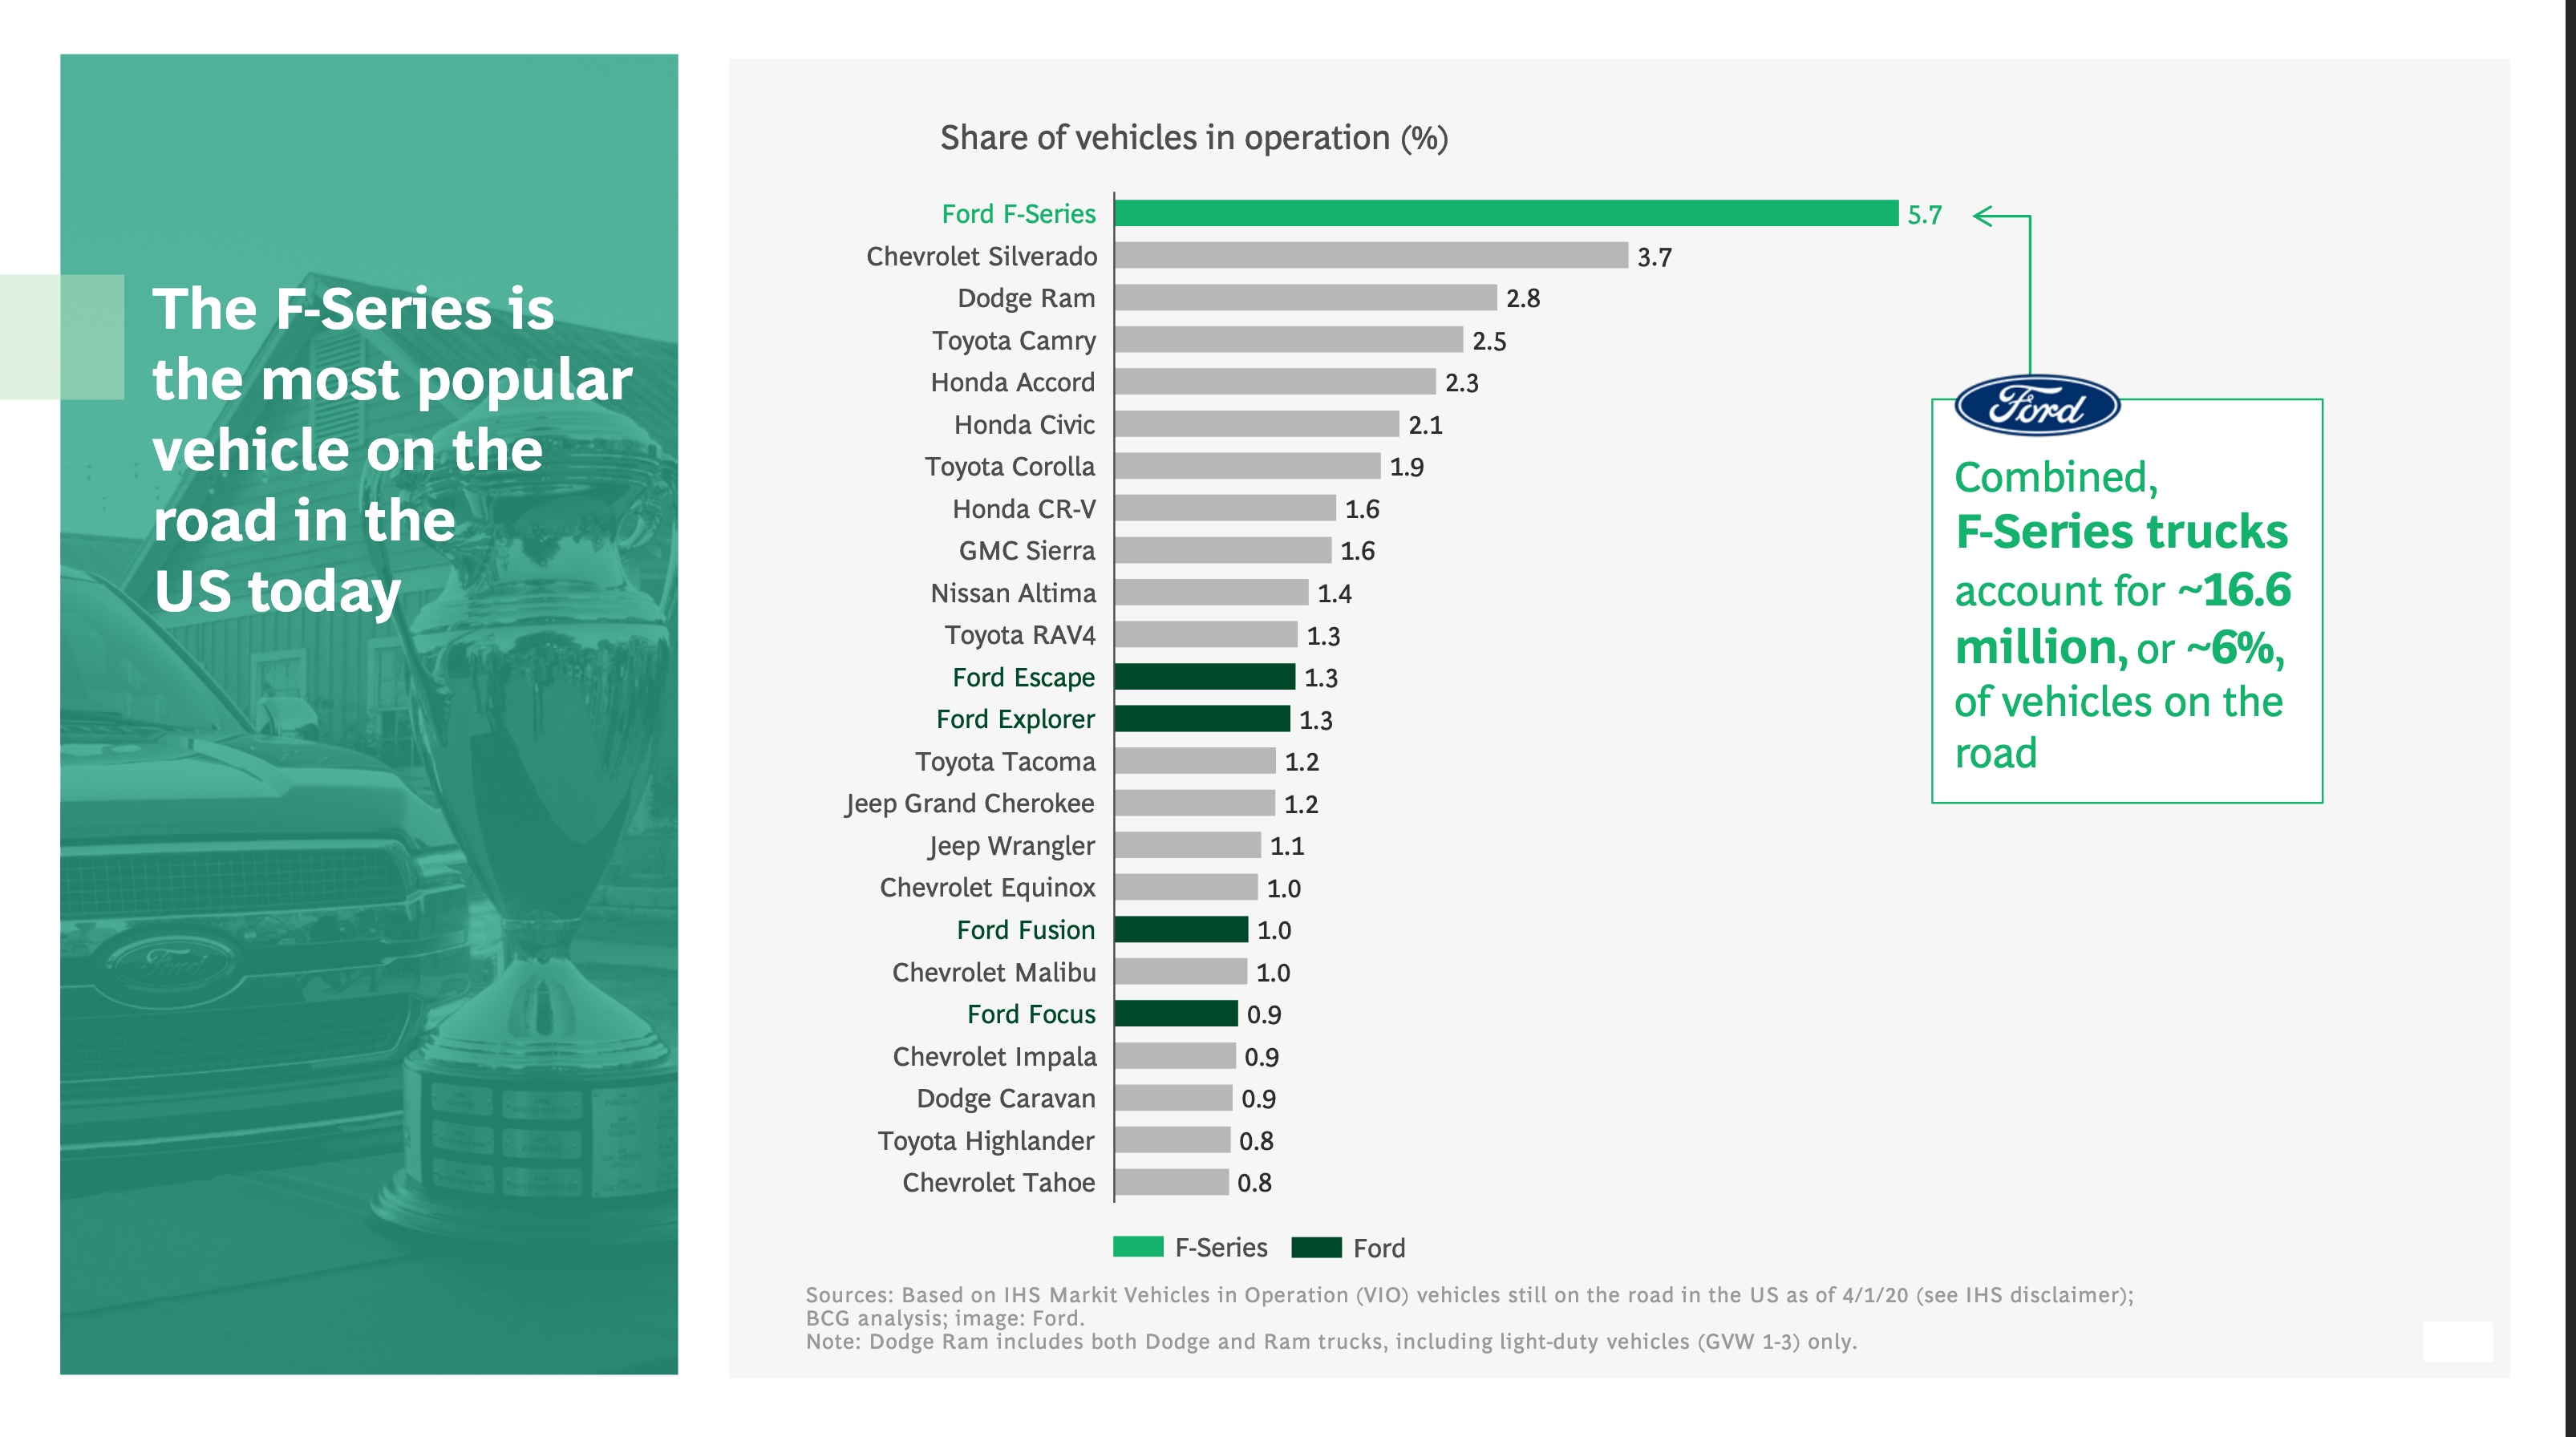 The F-Series is
the most popular
vehicle on the
road in the
US today
Ford
Share of vehicles in operation (%)
Ford F-Series 5.7
Chevrolet Silverado 3.7
Dodge Ram 2.8
Toyota Camry 2.5
Honda Accord 2.3
Honda Civic 2.1
Toyota Corolla 1.9
Honda CR-V 1.6
GMC Sierra 1.6
Nissan Altima 1.4
Toyota RAV4 1.3
Ford Escape 1.3
Ford Explorer 1.3
Toyota Tacoma 1.2
Jeep Grand Cherokee 1.2
Jeep Wrangler 1.1
Chevrolet Equinox 1.0
Ford Fusion 1.0
Chevrolet Malibu 1.0
Ford Focus 0.9
Chevrolet Impala 0.9
Dodge Caravan 0.9
Toyota Highlander 0.8
Chevrolet Tahoe 0.8
F-Series Ford
Ford
Combined,
F-Series trucks
account for ~16.6
million, or ~6%,
of vehicles on the
road
Sources: Based on IHS Markit Vehicles in Operation (VIO) vehicles still on the road in the US as of 4/1/20 (see IHS disclaimer);
BCG analysis; image: Ford.
Note: Dodge Ram includes both Dodge and Ram trucks, including light-duty vehicles (GVW 1-3) only.